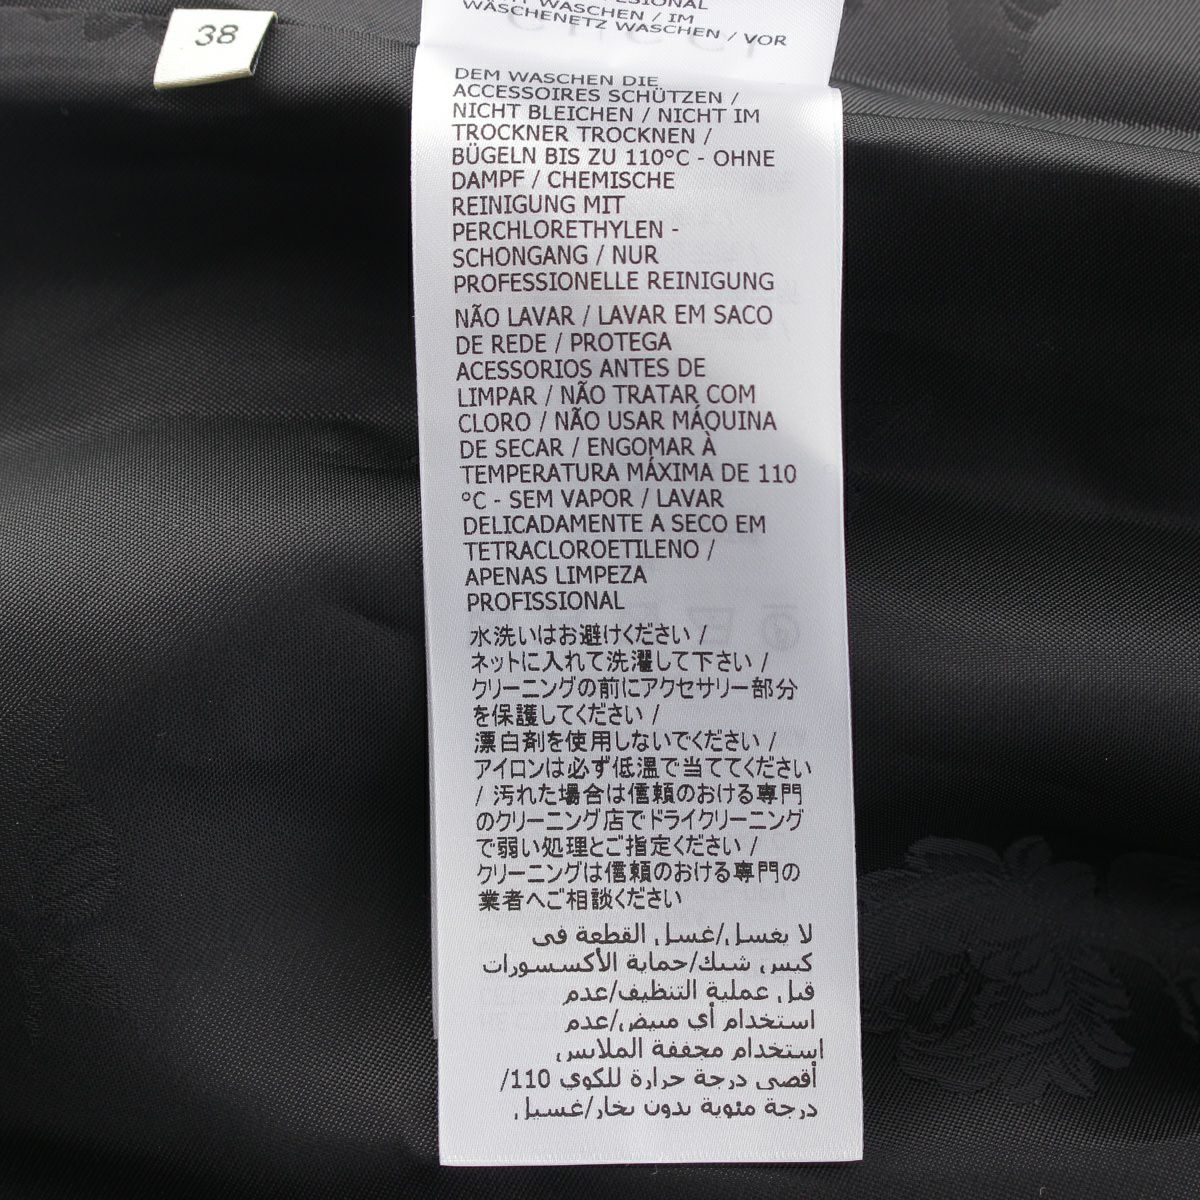 38
WASCHEN / IM
WÄSCHENETZ WASCHEN / VOR
DEM WASCHEN DIE
ACCESSOIRES SCHÜTZEN /
NICHT BLEICHEN / NICHT IM
TROCKNER TROCKNEN /
BÜGELN BIS ZU 110°C - OHNE
DAMPF / CHEMISCHE
REINIGUNG MIT
PERCHLORETHYLEN -
SCHONGANG / NUR
PROFESSIONELLE REINIGUNG
NÃO LAVAR / LAVAR EM SACO
DE REDE / PROTEGA
ACESSORIOS ANTES DE
LIMPAR / NÃO TRATAR COM
CLORO / NÃO USAR MÁQUINA
DE SECAR / ENGOMAR À
TEMPERATURA MÁXIMA DE 110
°C - SEM VAPOR / LAVAR
DELICADAMENTE A SECO EM
TETRACLOROETILENO /
APENAS LIMPEZA
PROFISSIONAL
水洗いはお避けください /
ネットに入れて洗濯して下さい /
クリーニングの前にアクセサリー部分
を保護してください /
漂白剤を使用しないでください /
アイロンは必ず低温で当ててください
/ 汚れた場合は信頼のおける専門
のクリーニング店でドライクリーニング
で弱い処理とご指定ください /
クリーニングは信頼のおける専門の
業者へご相談ください
لا يغسل/غسل القطعة في
كيس شبك/حماية الأكسسورات
قبل عملية التنظيف/عدم
استخدام أي مبيض/عدم
استخدام مجففة الملابس
أقصى درجة حرارة للكوي 110/
درجة مئوية بدون بخار/غسيل